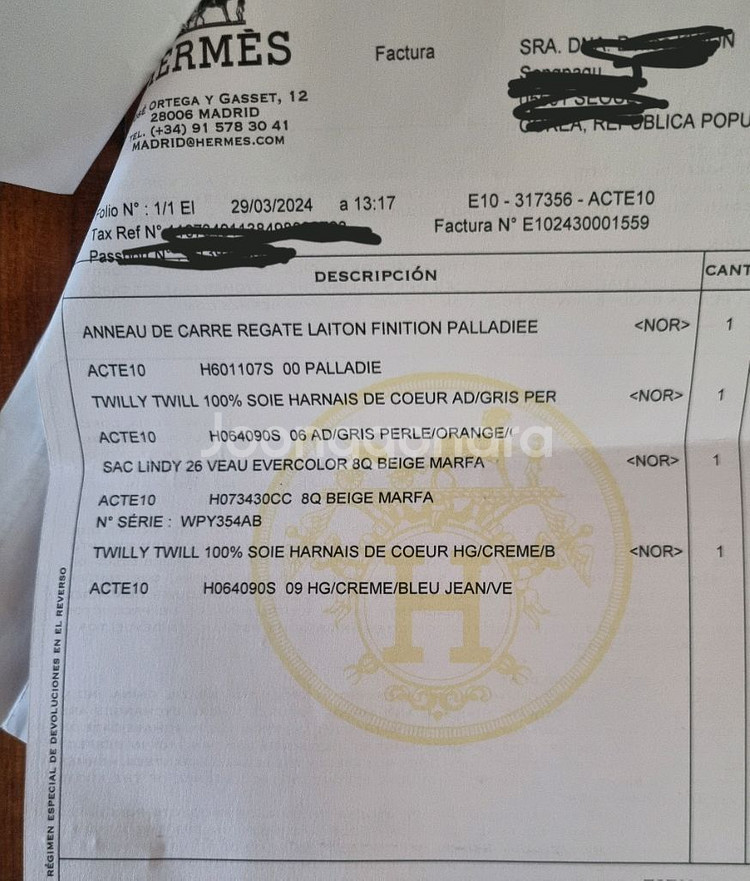 HERMÈS
Factura
SRA. DÑA.
ORTEGA Y GASSET, 12
28006 MADRID
TEL. (+34) 91 578 30 41
MADRID@HERMES.COM
REPÚBLICA POPU
Folio N° : 1/1 EI 29/03/2024 a 13:17 E10 - 317356 - ACTE10
Tax Ref N° Factura N° E102430001559
DESCRIPCIÓN CANT
ANNEAU DE CARRE REGATE LAITON FINITION PALLADIEE <NOR> 1
ACTE10 H601107S 00 PALLADIE
TWILLY TWILL 100% SOIE HARNAIS DE COEUR AD/GRIS PER <NOR> 1
ACTE10 H064090S 06 AD/GRIS PERLE/ORANGE/
Joonggonara
SAC LINDY 26 VEAU EVERCOLOR 8Q BEIGE MARFA <NOR> 1
ACTE10 H073430CC 8Q BEIGE MARFA
N° SÉRIE : WPY354AB
TWILLY TWILL 100% SOIE HARNAIS DE COEUR HG/CREME/B <NOR> 1
ACTE10 H064090S 09 HG/CREME/BLEU JEAN/VE
H
RÉGIMEN ESPECIAL DE DEVOLUCIONES EN EL REVERSO